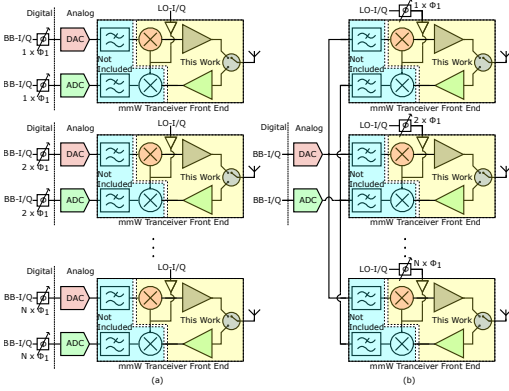 LO-I/Q
Digital
Analog
BB-I/Q
1 x Φ1
DAC
Not
Included
This Work
BB-I/Q
1 x Φ1
ADC
mmW Tranceiver Front End
Digital
Analog
LO-I/Q
BB-I/Q
2 x Φ1
DAC
Not
Included
This Work
BB-I/Q
2 x Φ1
ADC
mmW Tranceiver Front End
Digital
Analog
LO-I/Q
BB-I/Q
N x Φ1
DAC
Not
Included
This Work
BB-I/Q
N x Φ1
ADC
mmW Tranceiver Front End
(a)
LO-I/Q
1 x Φ1
Not
Included
This Work
mmW Tranceiver Front End
Digital
Analog
LO-I/Q
2 x Φ1
BB-I/Q
DAC
Not
Included
This Work
BB-I/Q
ADC
mmW Tranceiver Front End
LO-I/Q
N x Φ1
Not
Included
This Work
mmW Tranceiver Front End
(b)